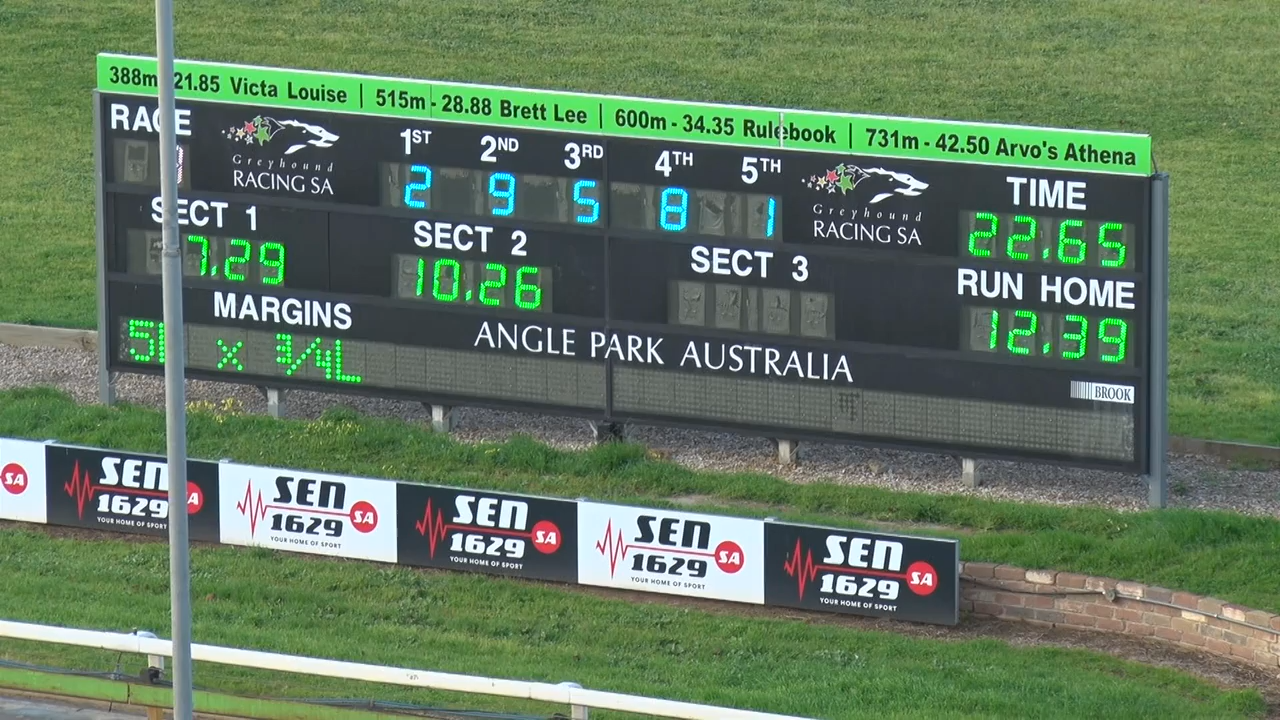 388m 21.85 Victa Louise | 515m - 28.88 Brett Lee | 600m - 34.35 Rulebook | 731m - 42.50 Arvo's Athena
RACE
Greyhound
RACING SA
1ST 2ND 3RD 4TH 5TH
2 9 5 8 1
Greyhound
RACING SA
TIME
22.65
SECT 1
7.29
SECT 2
10.26
SECT 3
RUN HOME
12.39
MARGINS
x 3/4L
ANGLE PARK AUSTRALIA
BROOK
SA
SEN
1629
SA
YOUR HOME OF SPORT
SEN
1629
SA
YOUR HOME OF SPORT
SEN
1629
SA
YOUR HOME OF SPORT
SEN
1629
SA
YOUR HOME OF SPORT
SEN
1629
SA
YOUR HOME OF SPORT